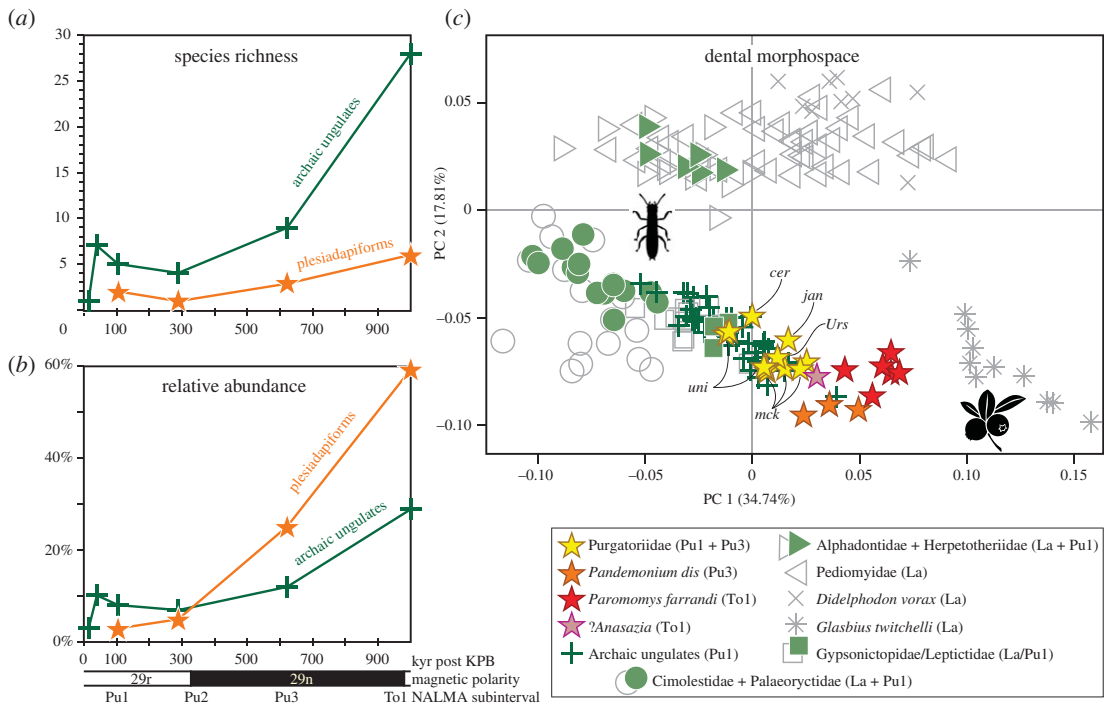 (a)
species richness
30
25
20
15
10
5
0
100
300
500
700
900
archaic ungulates
plesiadapiforms
(b)
relative abundance
60%
40%
20%
0%
plesiadapiforms
archaic ungulates
0
100
300
500
700
900
kyr post KPB
29r
29n
magnetic polarity
Pu1
Pu2
Pu3
To1
NALMA subinterval
(c)
dental morphospace
PC 2 (17.81%)
0.05
0
−0.05
−0.10
cer
jan
Urs
uni
mck
−0.10
−0.05
0
0.05
0.10
0.15
PC 1 (34.74%)
Purgatoriidae (Pu1 + Pu3)
Pandemonium dis (Pu3)
Paromomys farrandi (To1)
?Anasazia (To1)
Archaic ungulates (Pu1)
Cimolestidae + Palaeoryctidae (La + Pu1)
Alphadontidae + Herpetotheriidae (La + Pu1)
Pediomyidae (La)
Didelphodon vorax (La)
Glasbius twitchelli (La)
Gypsonictopidae/Leptictidae (La/Pu1)